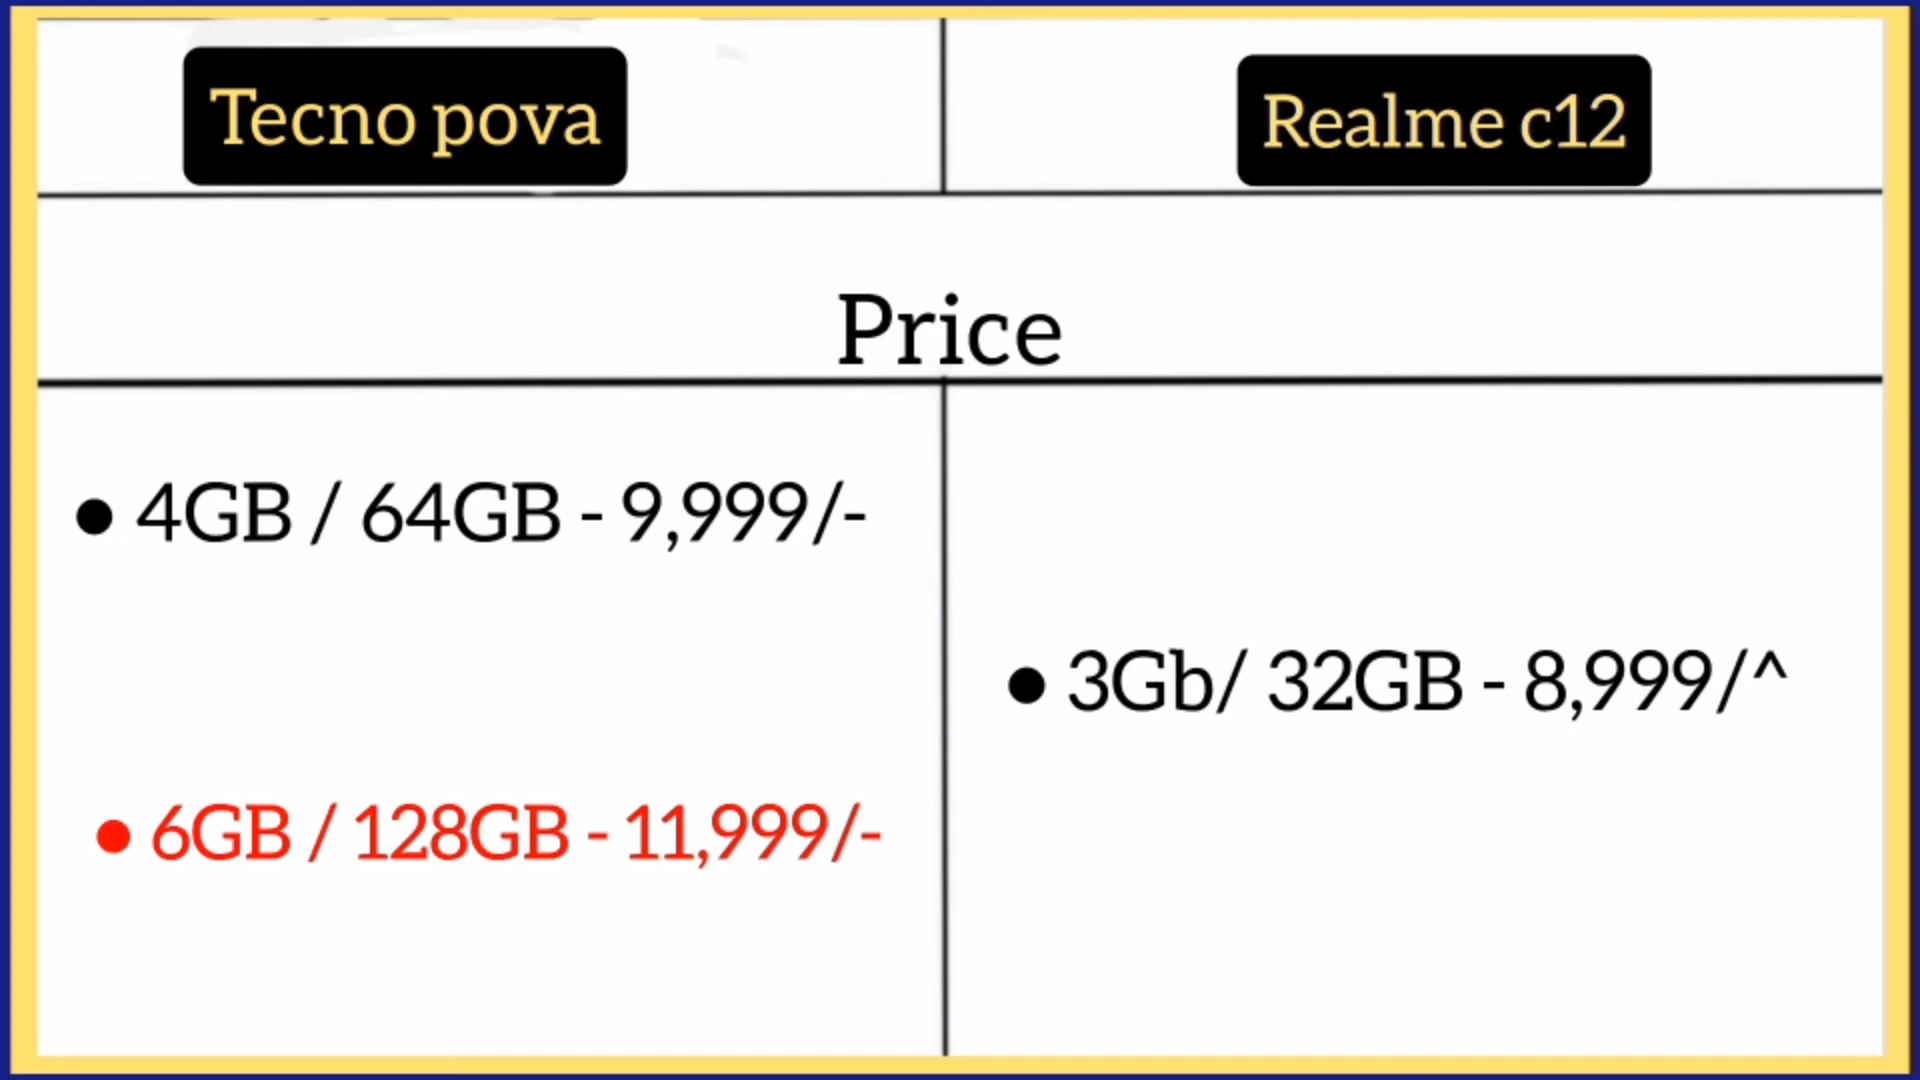 Tecno pova
Realme c12
Price
● 4GB / 64GB - 9,999/-
● 3Gb/ 32GB - 8,999/^
● 6GB / 128GB - 11,999/-